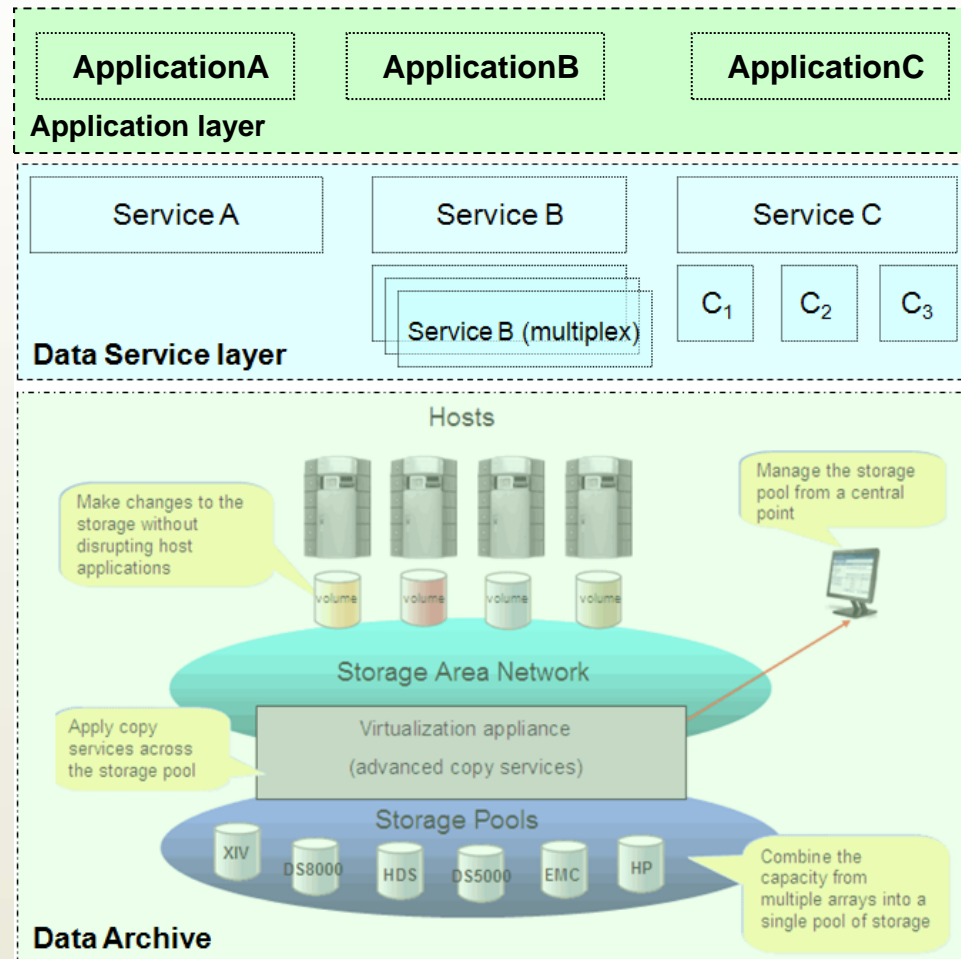 ApplicationA
ApplicationB
ApplicationC
Application layer
Service A
Service B
Service C
Service B (multiplex)
C₁
C₂
C₃
Data Service layer
Hosts
Make changes to the
storage without
disrupting host
applications
Manage the storage
pool from a central
point
volume
volume
volume
volume
Storage Area Network
Apply copy
services across
the storage pool
Virtualization appliance
(advanced copy services)
Storage Pools
XIV
DS8000
HDS
DS5000
EMC
HP
Combine the
capacity from
multiple arrays into a
single pool of storage
Data Archive